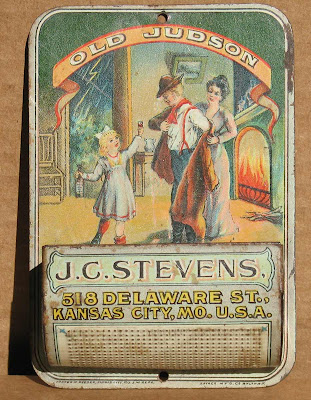 OLD JUDSON
J.C. STEVENS,
518 DELAWARE ST.,
KANSAS CITY, MO. U.S.A.